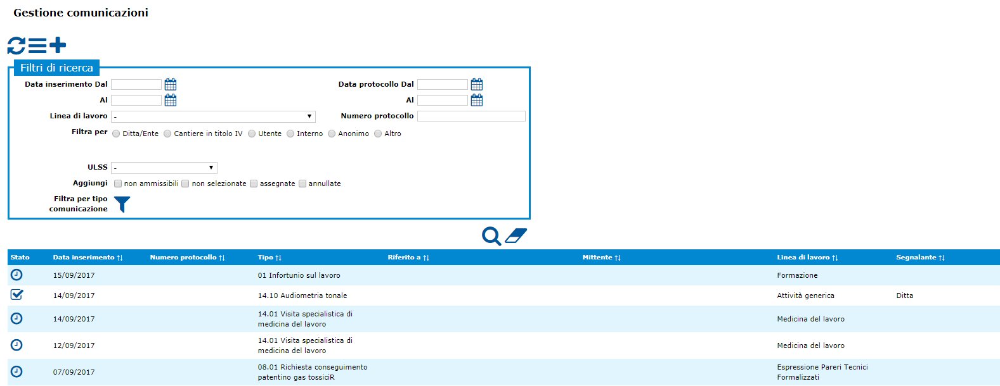 Gestione comunicazioni
Filtri di ricerca
Data inserimento Dal
Data protocollo Dal
Al
Al
Linea di lavoro -
Numero protocollo
Filtra per Ditta/Ente Cantiere in titolo IV Utente Interno Anonimo Altro
ULSS -
Aggiungi non ammissibili non selezionate assegnate annullate
Filtra per tipo
comunicazione
Stato Data inserimento ↑↓ Numero protocollo ↑↓ Tipo ↑↓ Riferito a ↑↓ Mittente ↑↓ Linea di lavoro ↑↓ Segnalante ↑↓
15/09/2017 01 Infortunio sul lavoro Formazione
14/09/2017 14.10 Audiometria tonale Attività generica Ditta
14/09/2017 14.01 Visita specialistica di
medicina del lavoro Medicina del lavoro
12/09/2017 14.01 Visita specialistica di
medicina del lavoro Medicina del lavoro
07/09/2017 08.01 Richiesta conseguimento
patentino gas tossiciR Espressione Pareri Tecnici
Formalizzati